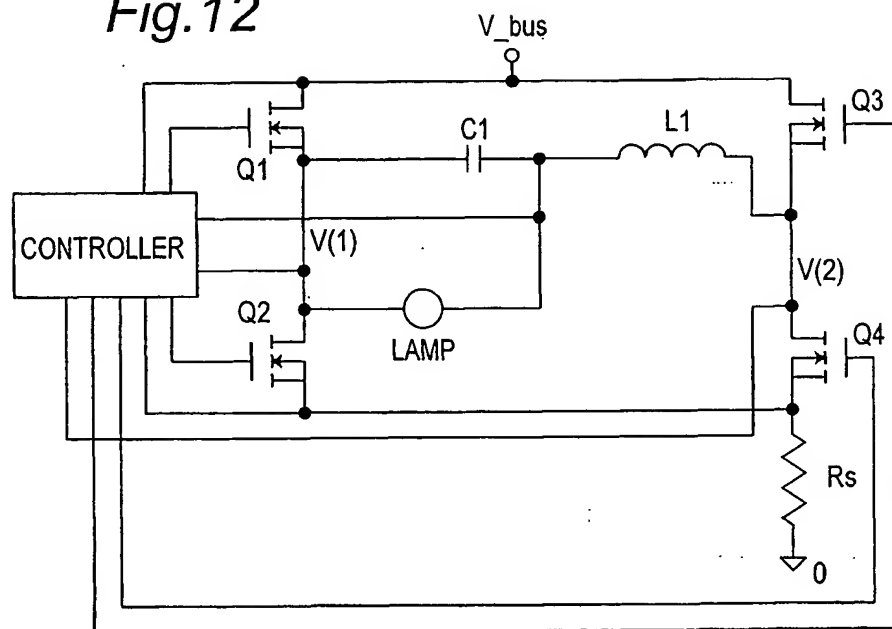 Fig.12
V_bus
Q3
C1
L1
Q1
CONTROLLER
V(1)
V(2)
Q2
Q4
LAMP
Rs
0